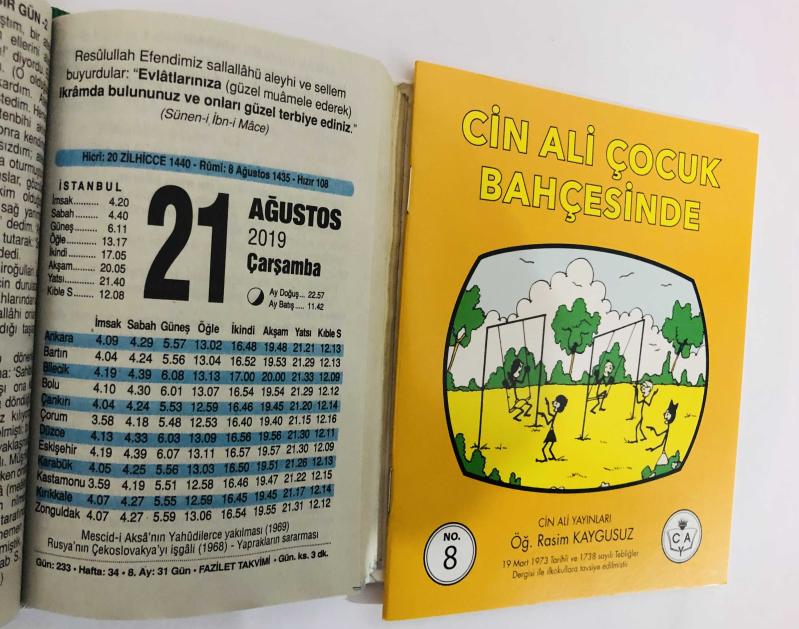 BİR GÜN -2
Resûlullah Efendimiz sallallâhü aleyhi ve sellem
buyurdular: "Evlâtlarınıza (güzel muâmele ederek)
ikrâmda bulununuz ve onları güzel terbiye ediniz."
(Sünen-i İbn-i Mâce)
Hicrî: 20 ZİLHİCCE 1440 - Rûmî: 8 Ağustos 1435 - Hızır 108
İSTANBUL
İmsak......... 4.20
Sabah......... 4.40
Güneş......... 6.11
Öğle.......... 13.17
İkindi........ 17.05
Akşam........ 20.05
Yatsı.......... 21.40
Kıble S....... 12.08
21
AĞUSTOS
2019
Çarşamba
Ay Doğuş... 22.57
Ay Batış..... 11.42
İmsak Sabah Güneş Öğle İkindi Akşam Yatsı Kıble S
Ankara 4.09 4.29 5.57 13.02 16.48 19.48 21.21 12.13
Bartın 4.04 4.24 5.56 13.04 16.52 19.53 21.29 12.13
Bilecik 4.19 4.39 6.08 13.13 17.00 20.00 21.33 12.09
Bolu 4.10 4.30 6.01 13.07 16.54 19.54 21.29 12.12
Çankırı 4.04 4.24 5.53 12.59 16.46 19.45 21.20 12.14
Çorum 3.58 4.18 5.48 12.53 16.40 19.40 21.15 12.16
Düzce 4.13 4.33 6.03 13.09 16.56 19.56 21.30 12.11
Eskişehir 4.19 4.39 6.07 13.11 16.57 19.57 21.30 12.09
Karabük 4.05 4.25 5.56 13.03 16.50 19.51 21.26 12.13
Kastamonu 3.59 4.19 5.51 12.58 16.46 19.47 21.22 12.15
Kırıkkale 4.07 4.27 5.55 12.59 16.45 19.45 21.17 12.14
Zonguldak 4.07 4.27 5.59 13.06 16.54 19.55 21.31 12.12
Mescid-i Aksâ'nın Yahûdilerce yakılması (1969)
Rusya'nın Çekoslovakya'yı işgâli (1968) - Yaprakların sararması
Gün: 233 • Hafta: 34 • 8. Ay: 31 Gün • FAZİLET TAKVİMİ • Gün. ks. 3 dk.
CİN ALİ ÇOCUK
BAHÇESİNDE
CİN ALİ YAYINLARI
Öğ. Rasim KAYGUSUZ
19 Mart 1973 Tarihli ve 1738 sayılı Tebliğler
Dergisi ile ilkokullara tavsiye edilmiştir.
NO.
8
C A
Y